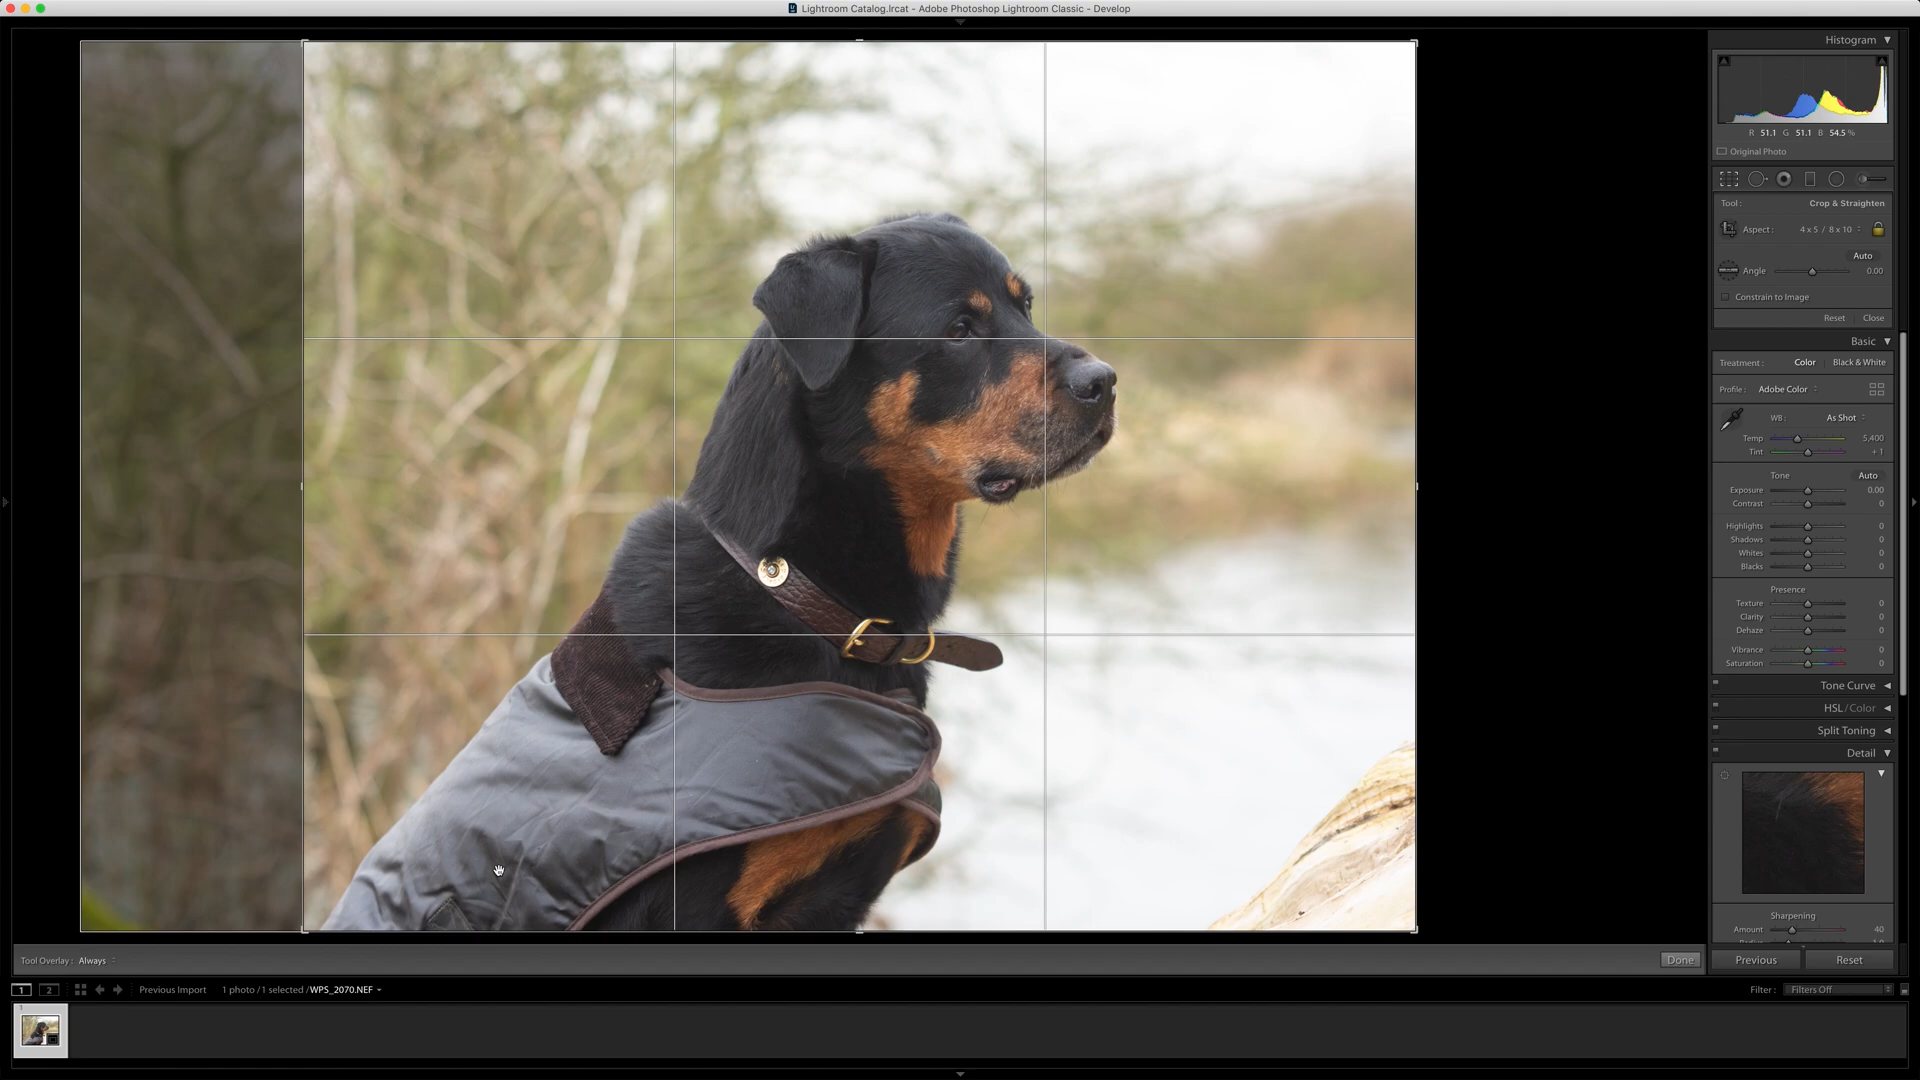 Lightroom Catalog.lrcat - Adobe Photoshop Lightroom Classic - Develop
Histogram
R 51.1 G 51.1 B 54.5 %
Original Photo
Tool : Crop & Straighten
Aspect : 4 x 5 / 8 x 10
Auto
Angle 0.00
Constrain to Image
Reset Close
Basic
Treatment : Color Black & White
Profile : Adobe Color
WB : As Shot
Temp 5,400
Tint + 1
Tone Auto
Exposure 0.00
Contrast 0
Highlights 0
Shadows 0
Whites 0
Blacks 0
Presence
Texture 0
Clarity 0
Dehaze 0
Vibrance 0
Saturation 0
Tone Curve
HSL / Color
Split Toning
Detail
Sharpening
Amount 40
Tool Overlay : Always
Done
Previous Reset
1 2 Previous Import 1 photo / 1 selected / WPS_2070.NEF
Filter : Filters Off
1